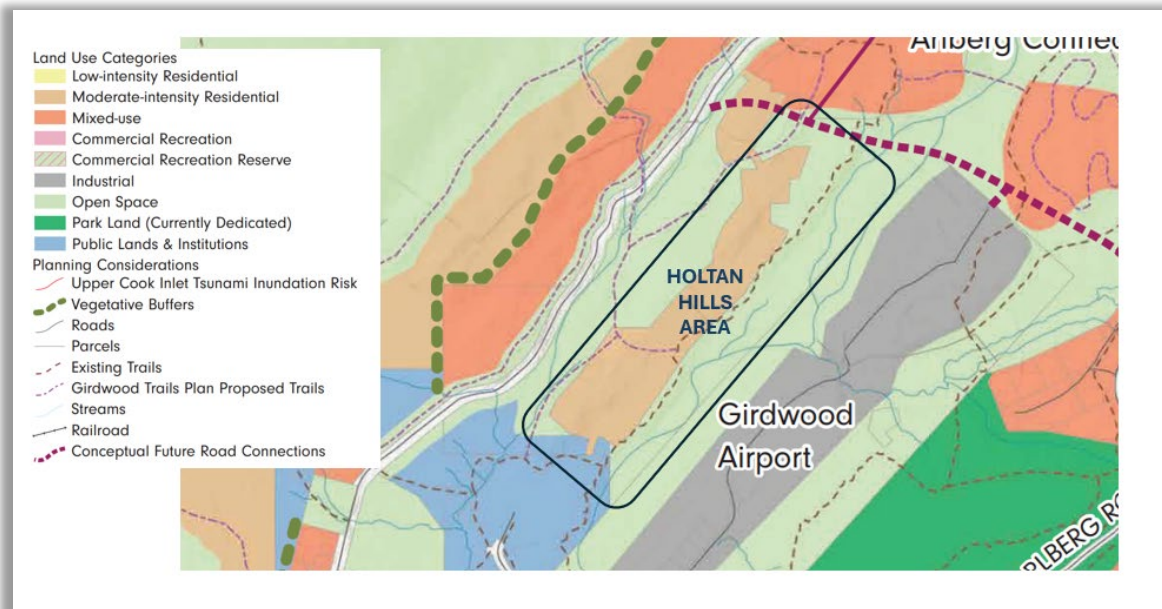 Land Use Categories
Low-intensity Residential
Moderate-intensity Residential
Mixed-use
Commercial Recreation
Commercial Recreation Reserve
Industrial
Open Space
Park Land (Currently Dedicated)
Public Lands & Institutions
Planning Considerations
Upper Cook Inlet Tsunami Inundation Risk
Vegetative Buffers
Roads
Parcels
Existing Trails
Girdwood Trails Plan Proposed Trails
Streams
Railroad
Conceptual Future Road Connections
HOLTAN
HILLS
AREA
Girdwood
Airport